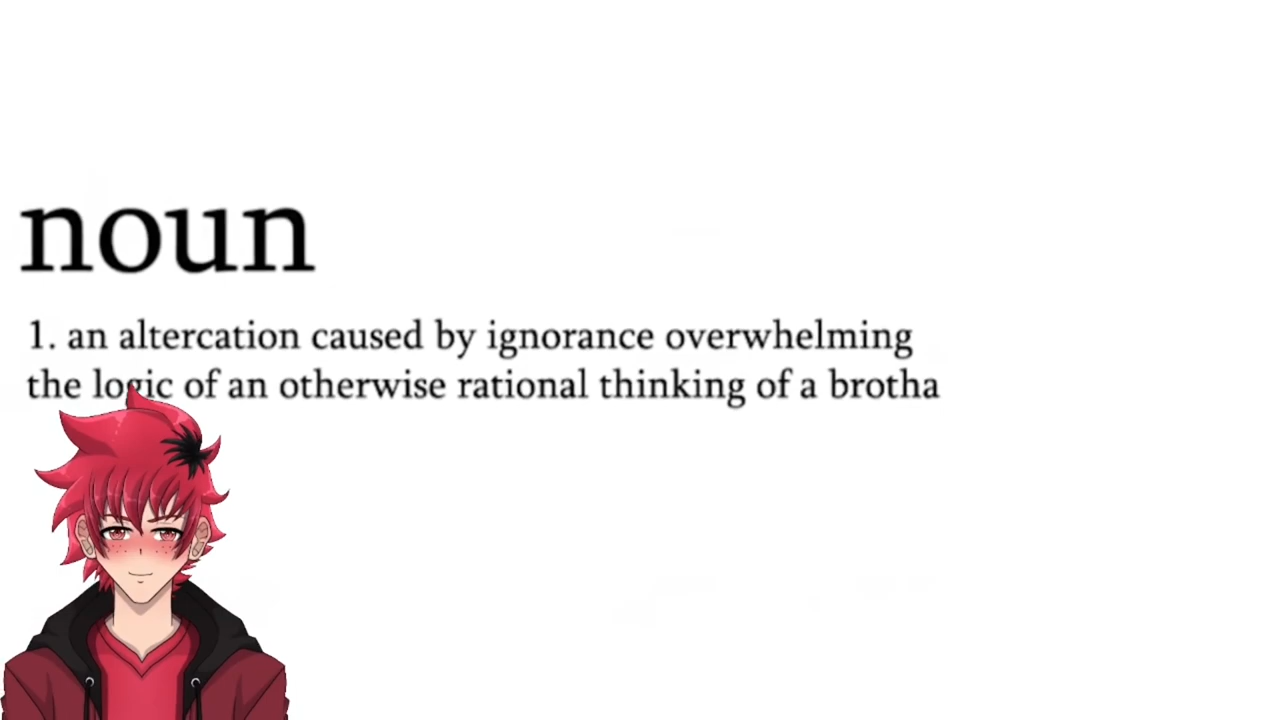 noun
1. an altercation caused by ignorance overwhelming
the logic of an otherwise rational thinking of a brotha